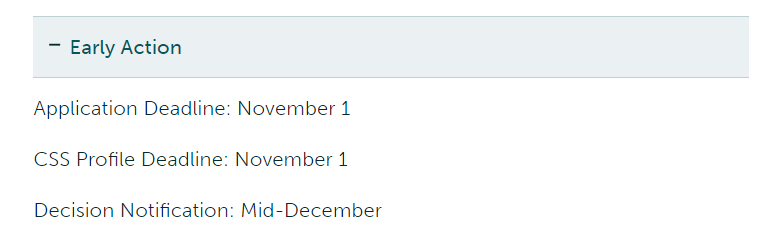 − Early Action
Application Deadline: November 1
CSS Profile Deadline: November 1
Decision Notification: Mid-December